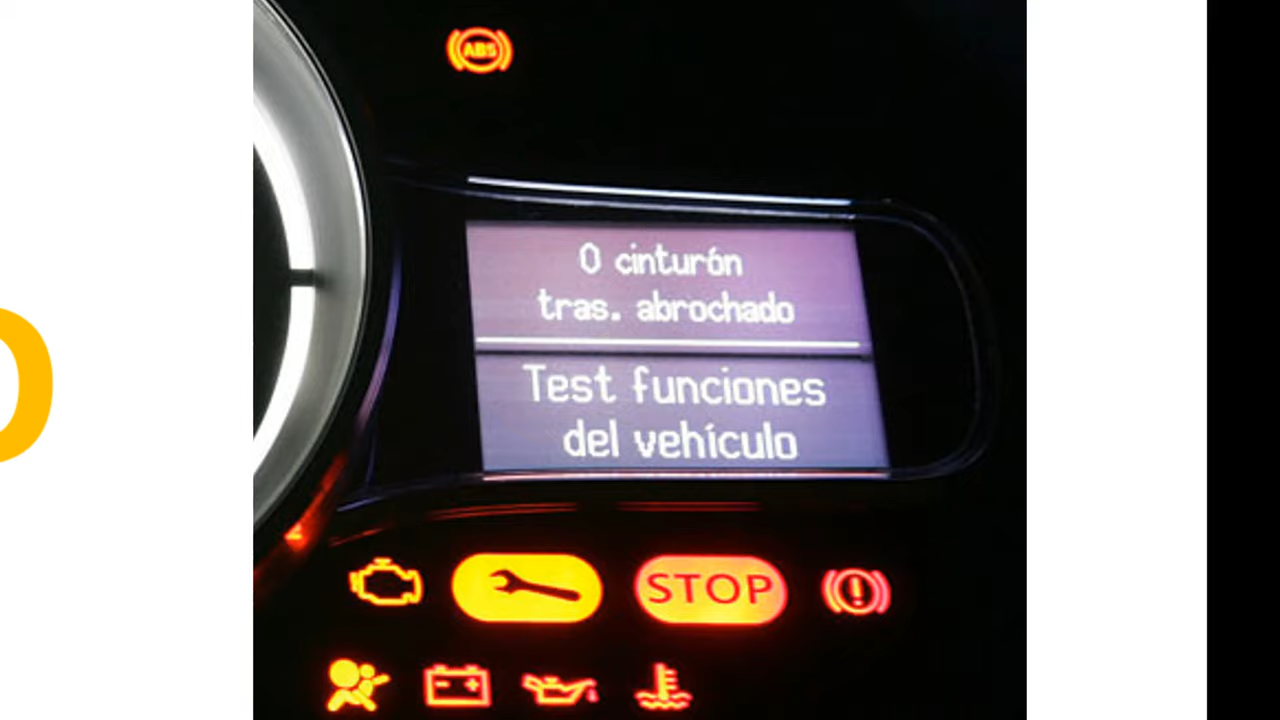 ABS
0 cinturón
tras. abrochado
Test funciones
del vehículo
STOP